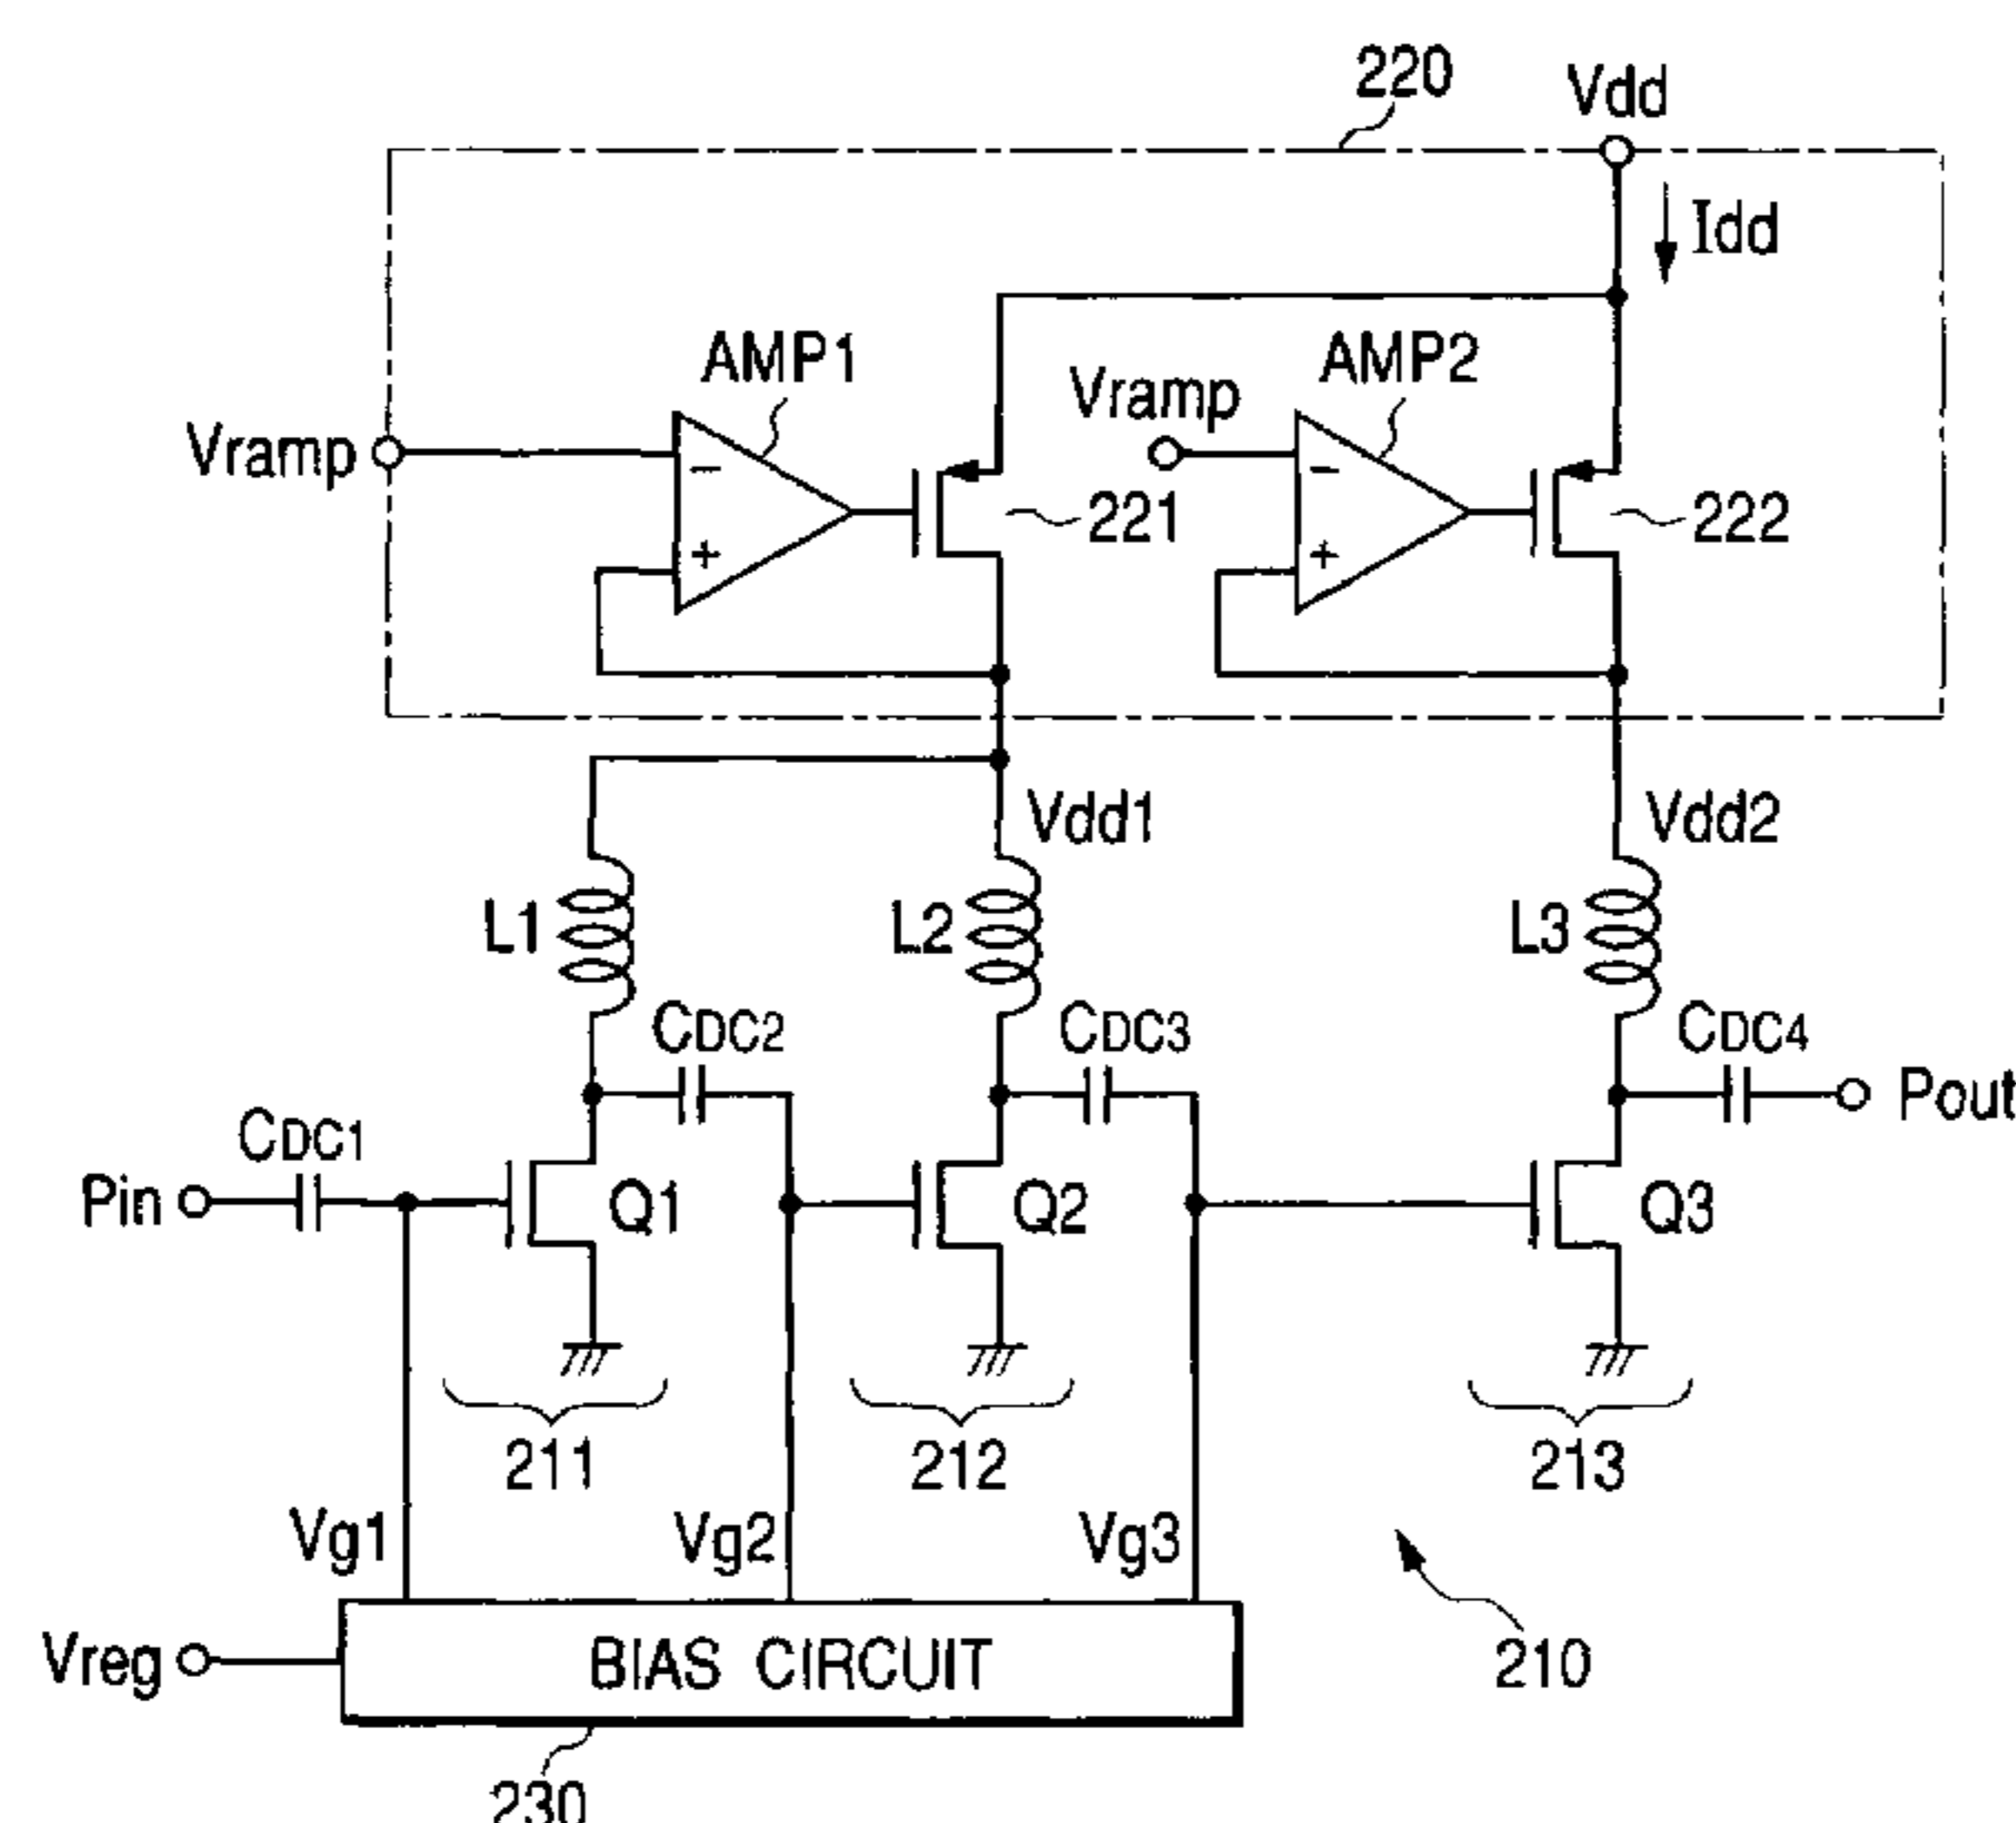 220
Vdd
Idd
AMP1
Vramp
AMP2
Vramp
−
−
221
222
+
+
Vdd1
Vdd2
L1
L2
L3
CDC2
CDC3
CDC4
Pout
CDC1
Pin
Q1
Q2
Q3
211
212
213
Vg1
Vg2
Vg3
Vreg
BIAS CIRCUIT
210
230